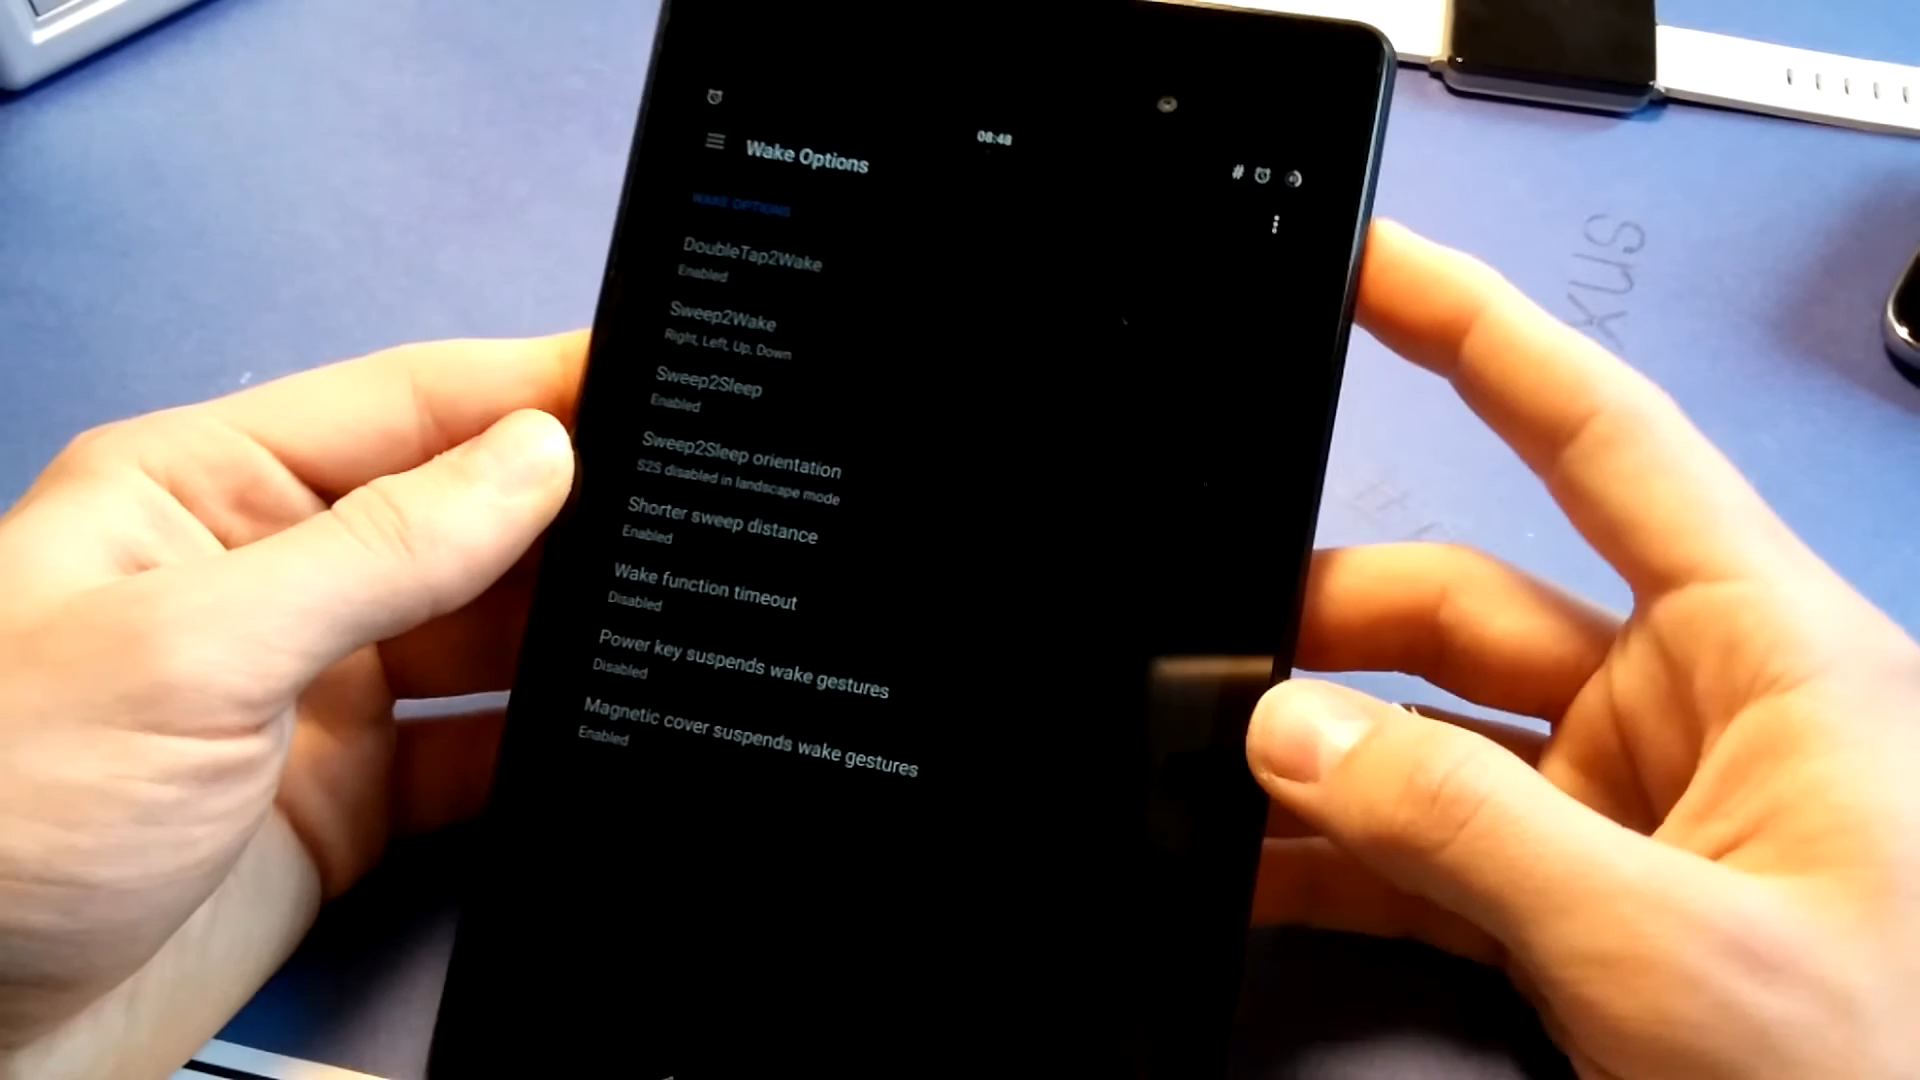 08:48
Wake Options
#
WAKE OPTIONS
DoubleTap2Wake
Enabled
Sweep2Wake
Right, Left, Up, Down
Sweep2Sleep
Enabled
Sweep2Sleep orientation
S2S disabled in landscape mode
Shorter sweep distance
Enabled
Wake function timeout
Disabled
Power key suspends wake gestures
Disabled
Magnetic cover suspends wake gestures
Enabled